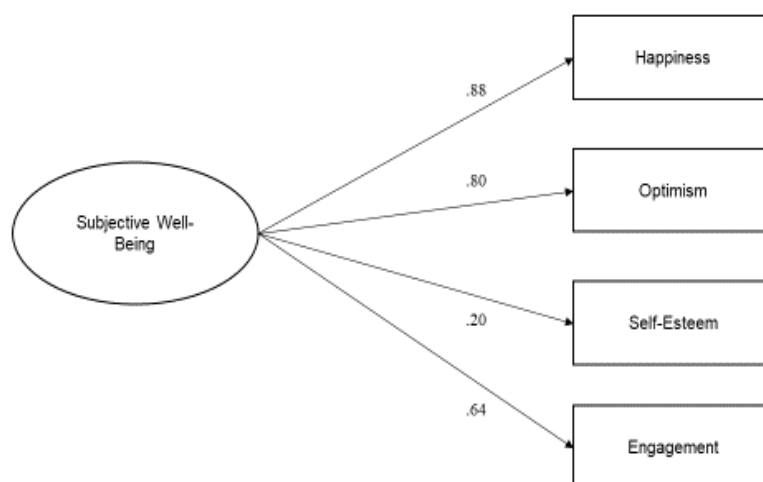 Happiness
.88
.80
Optimism
Subjective Well-
Being
.20
Self-Esteem
.64
Engagement